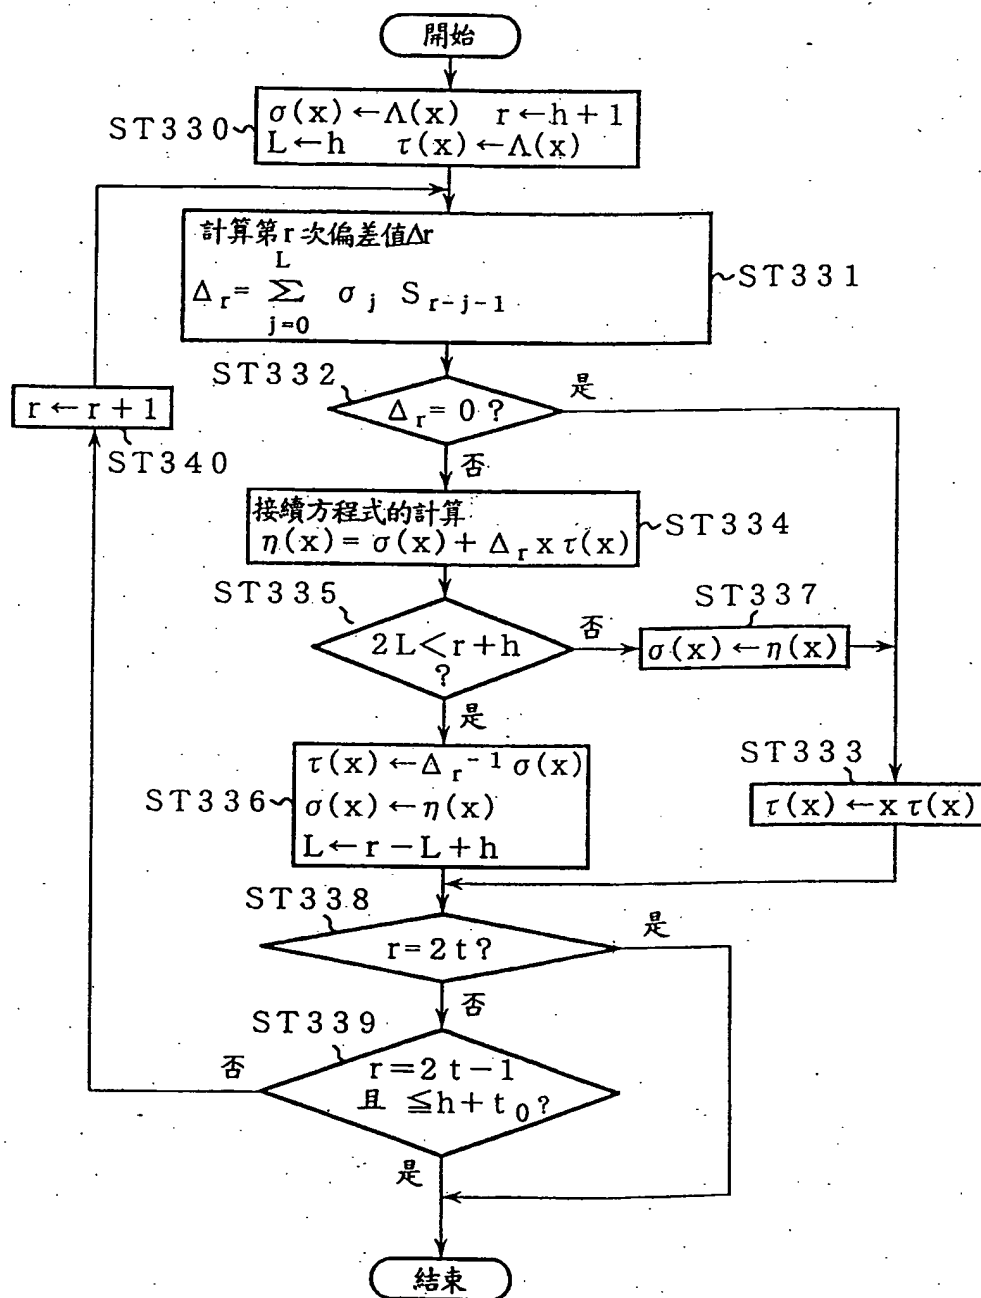 開始
ST330
σ(x)←Λ(x) r←h+1
L←h τ(x)←Λ(x)
計算第r次偏差值Δr
L
Δr= Σ σj Sr-j-1
j=0
ST331
ST332
是
Δr=0?
r←r+1
ST340
否
接續方程式的計算
η(x)=σ(x)+Δr x τ(x)
ST334
ST335
ST337
2L<r+h
?
否
σ(x)←η(x)
是
ST333
τ(x)←Δr⁻¹ σ(x)
ST336
σ(x)←η(x)
τ(x)←x τ(x)
L←r-L+h
ST338
是
r=2t?
否
ST339
否
r=2t-1
且 ≦h+t0?
是
結束